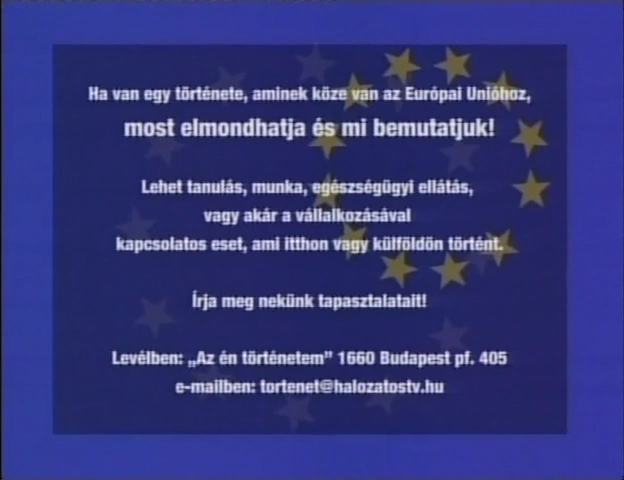 Ha van egy története, aminek köze van az Európai Unióhoz,
most elmondhatja és mi bemutatjuk!
Lehet tanulás, munka, egészségügyi ellátás,
vagy akár a vállalkozásával
kapcsolatos eset, ami itthon vagy külföldön történt.
Írja meg nekünk tapasztalatait!
Levélben: „Az én történetem” 1660 Budapest pf. 405
e-mailben: tortenet@halozatostv.hu